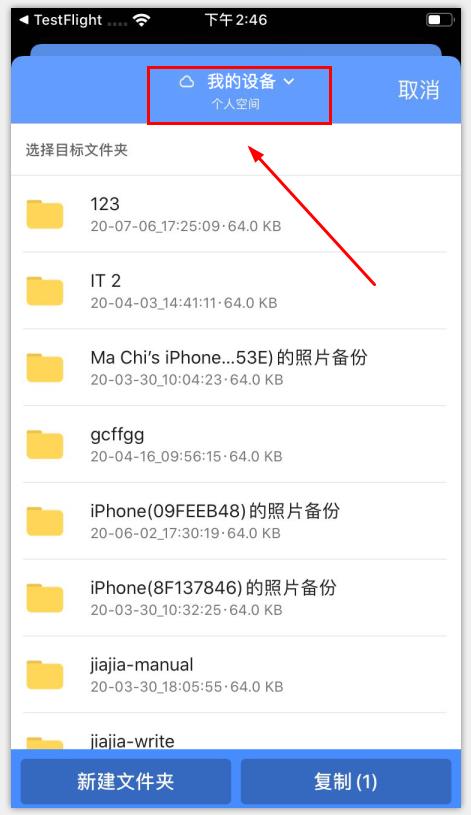 TestFlight
下午 2:46
我的设备
个人空间
取消
选择目标文件夹
123
20-07-06_17:25:09·64.0 KB
IT 2
20-04-03_14:41:11·64.0 KB
Ma Chi's iPhone...53E)的照片备份
20-03-30_10:04:23·64.0 KB
gcffgg
20-04-16_09:56:15·64.0 KB
iPhone(09FEEB48)的照片备份
20-06-02_17:30:19·64.0 KB
iPhone(8F137846)的照片备份
20-03-30_10:32:25·64.0 KB
jiajia-manual
20-03-30_18:05:55·64.0 KB
jiajia-write
新建文件夹
复制(1)